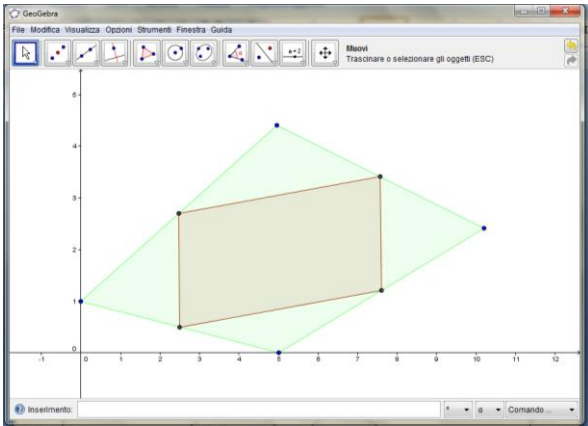 GeoGebra
File Modifica Visualizza Opzioni Strumenti Finestra Guida
a=2
Muovi
Trascinare o selezionare gli oggetti (ESC)
5
4
3
2
1
0
-1 0 1 2 3 4 5 6 7 8 9 10 11 12
Inserimento:
α
Comando ...